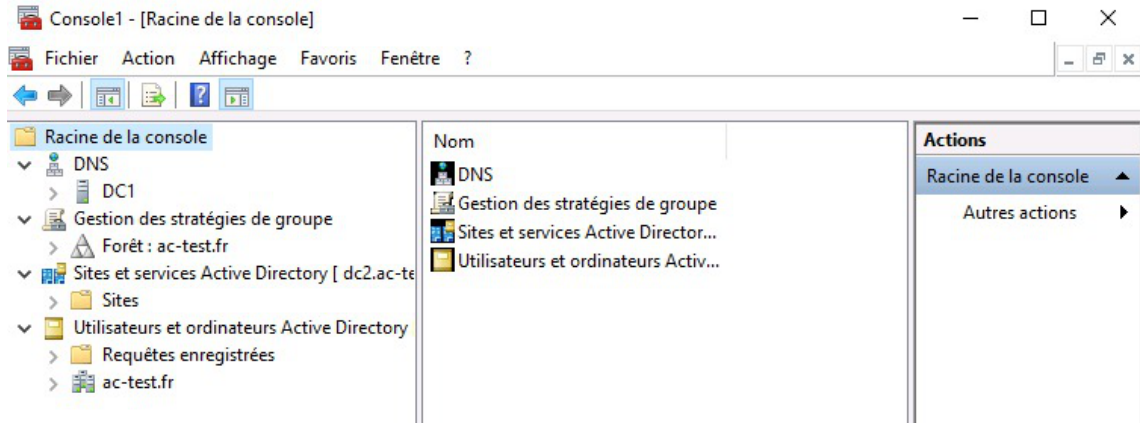 Console1 - [Racine de la console]
Fichier Action Affichage Favoris Fenêtre ?
Racine de la console
DNS
DC1
Gestion des stratégies de groupe
Forêt : ac-test.fr
Sites et services Active Directory [ dc2.ac-te
Sites
Utilisateurs et ordinateurs Active Directory
Requêtes enregistrées
ac-test.fr
Nom
DNS
Gestion des stratégies de groupe
Sites et services Active Director...
Utilisateurs et ordinateurs Activ...
Actions
Racine de la console
Autres actions